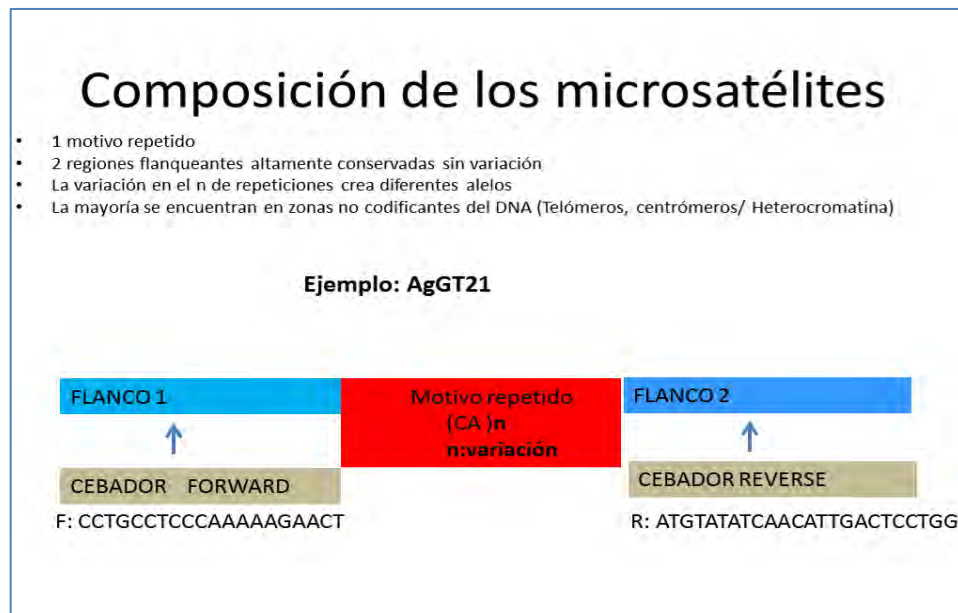 Composición de los microsatélites
• 1 motivo repetido
• 2 regiones flanqueantes altamente conservadas sin variación
• La variación en el n de repeticiones crea diferentes alelos
• La mayoría se encuentran en zonas no codificantes del DNA (Telómeros, centrómeros/ Heterocromatina)
Ejemplo: AgGT21
FLANCO 1
Motivo repetido
(CA )n
n:variación
FLANCO 2
CEBADOR FORWARD
CEBADOR REVERSE
F: CCTGCCTCCCAAAAAGAACT
R: ATGTATATCAACATTGACTCCTGG